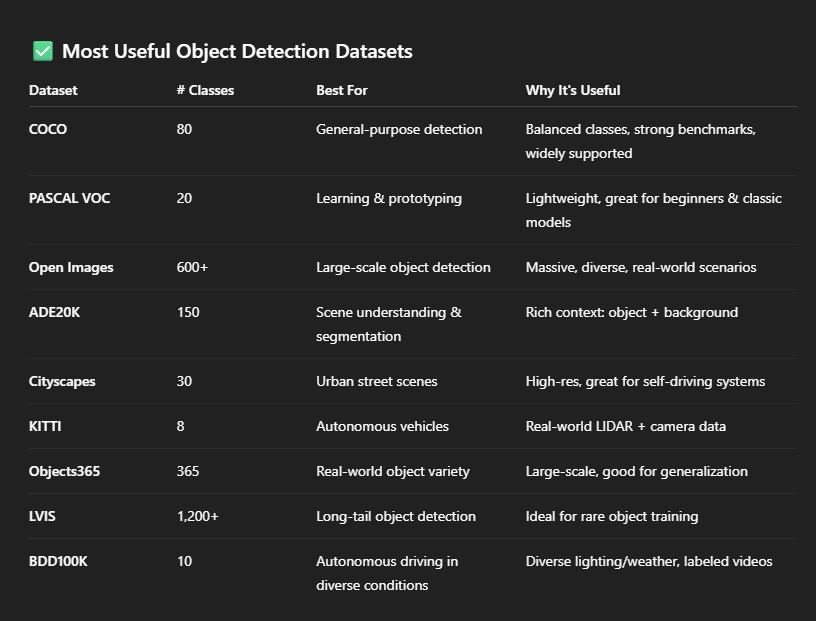 ✅ Most Useful Object Detection Datasets
Dataset # Classes Best For Why It's Useful
COCO 80 General-purpose detection Balanced classes, strong benchmarks,
widely supported
PASCAL VOC 20 Learning & prototyping Lightweight, great for beginners & classic
models
Open Images 600+ Large-scale object detection Massive, diverse, real-world scenarios
ADE20K 150 Scene understanding & Rich context: object + background
segmentation
Cityscapes 30 Urban street scenes High-res, great for self-driving systems
KITTI 8 Autonomous vehicles Real-world LIDAR + camera data
Objects365 365 Real-world object variety Large-scale, good for generalization
LVIS 1,200+ Long-tail object detection Ideal for rare object training
BDD100K 10 Autonomous driving in Diverse lighting/weather, labeled videos
diverse conditions